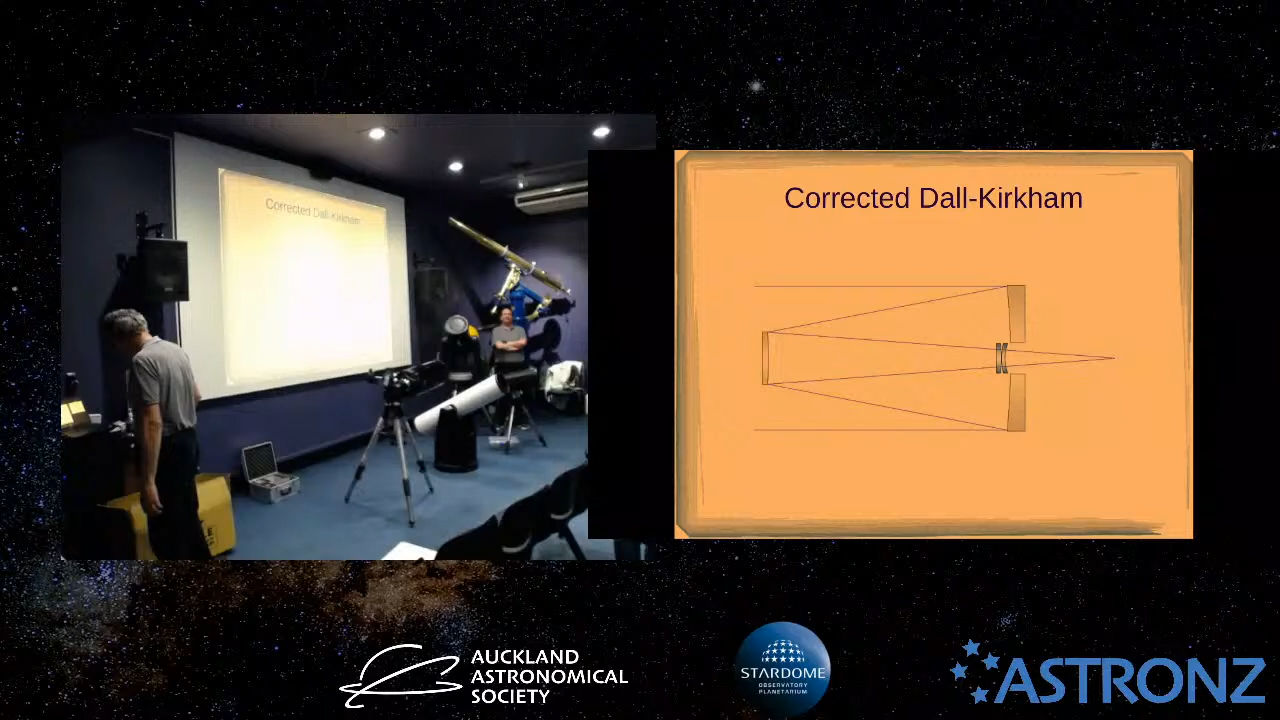 Corrected Dall-Kirkham
Corrected Dall-Kirkham
AUCKLAND
ASTRONOMICAL
SOCIETY
STARDOME
OBSERVATORY
PLANETARIUM
ASTRONZ